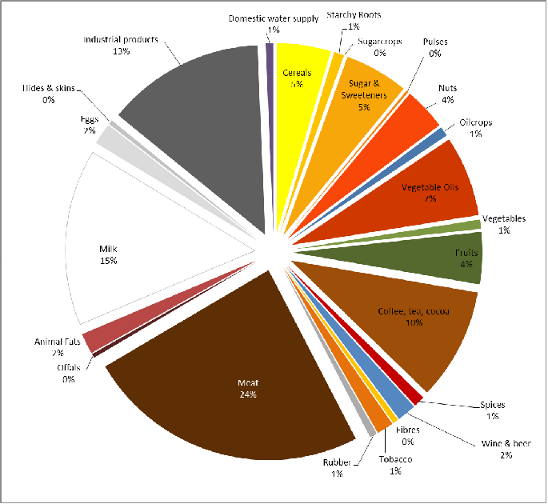 Domestic water supply
1%
Starchy Roots
1%
Sugarcrops
0%
Pulses
0%
Cereals
5%
Sugar &
Sweeteners
5%
Nuts
4%
Oilcrops
1%
Vegetable Oils
7%
Vegetables
1%
Fruits
4%
Coffee, tea, cocoa
10%
Spices
1%
Wine & beer
2%
Fibres
0%
Tobacco
1%
Rubber
1%
Meat
24%
Offals
0%
Animal Fats
2%
Milk
15%
Eggs
2%
Hides & skins
0%
Industrial products
13%